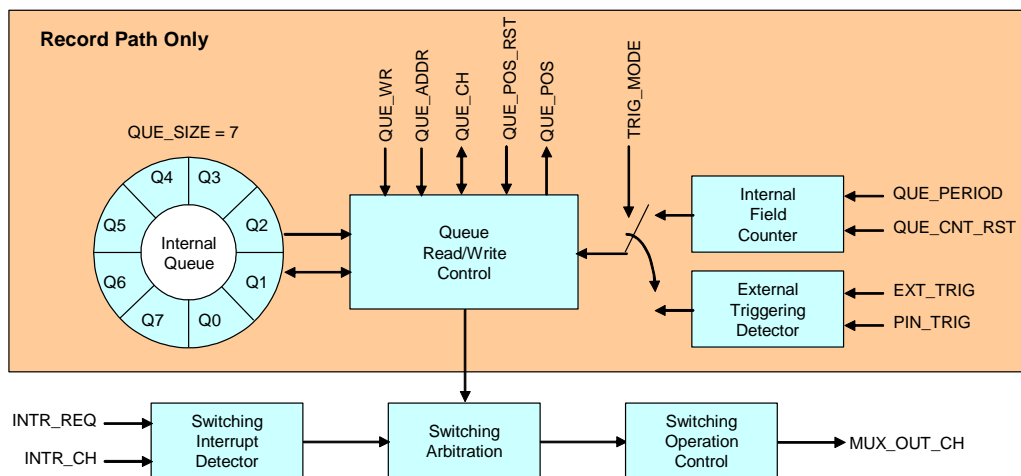 Record Path Only
QUE_WR
QUE_ADDR
QUE_CH
QUE_POS_RST
QUE_POS
TRIG_MODE
QUE_SIZE = 7
Q4
Q3
Q5
Q2
Q6
Q1
Q7
Q0
Internal
Queue
Queue
Read/Write
Control
Internal
Field
Counter
QUE_PERIOD
QUE_CNT_RST
External
Triggering
Detector
EXT_TRIG
PIN_TRIG
INTR_REQ
INTR_CH
Switching
Interrupt
Detector
Switching
Arbitration
Switching
Operation
Control
MUX_OUT_CH